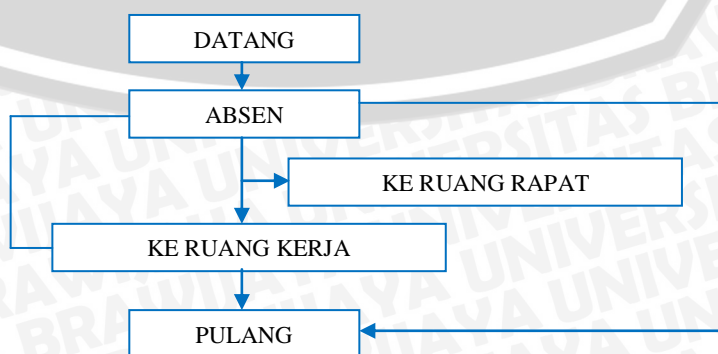 DATANG
ABSEN
KE RUANG RAPAT
KE RUANG KERJA
PULANG